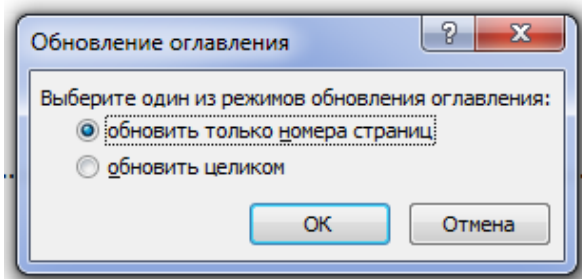 Обновление оглавления
Выберите один из режимов обновления оглавления:
обновить только номера страниц
обновить целиком
ОК
Отмена